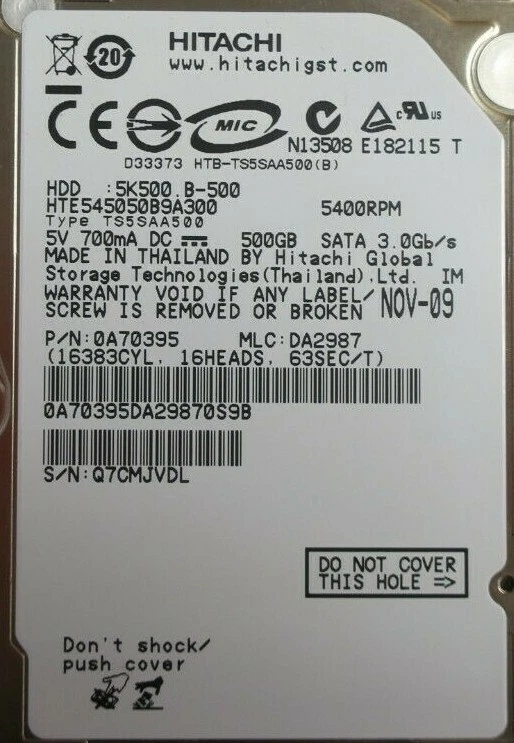 20
HITACHI
www.hitachigst.com
CE
MIC
c RU us
N13508 E182115 T
D33373 HTB-TS5SAA500(B)
HDD :5K500.B-500
HTE545050B9A300 5400RPM
Type TS5SAA500
5V 700mA DC 500GB SATA 3.0Gb/s
MADE IN THAILAND BY Hitachi Global
Storage Technologies(Thailand),Ltd. IM
WARRANTY VOID IF ANY LABEL/
SCREW IS REMOVED OR BROKEN NOV-09
P/N:0A70395 MLC:DA2987
(16383CYL, 16HEADS, 63SEC/T)
0A70395DA29870S9B
S/N:Q7CMJVDL
DO NOT COVER
THIS HOLE =>
Don't shock/
push cover